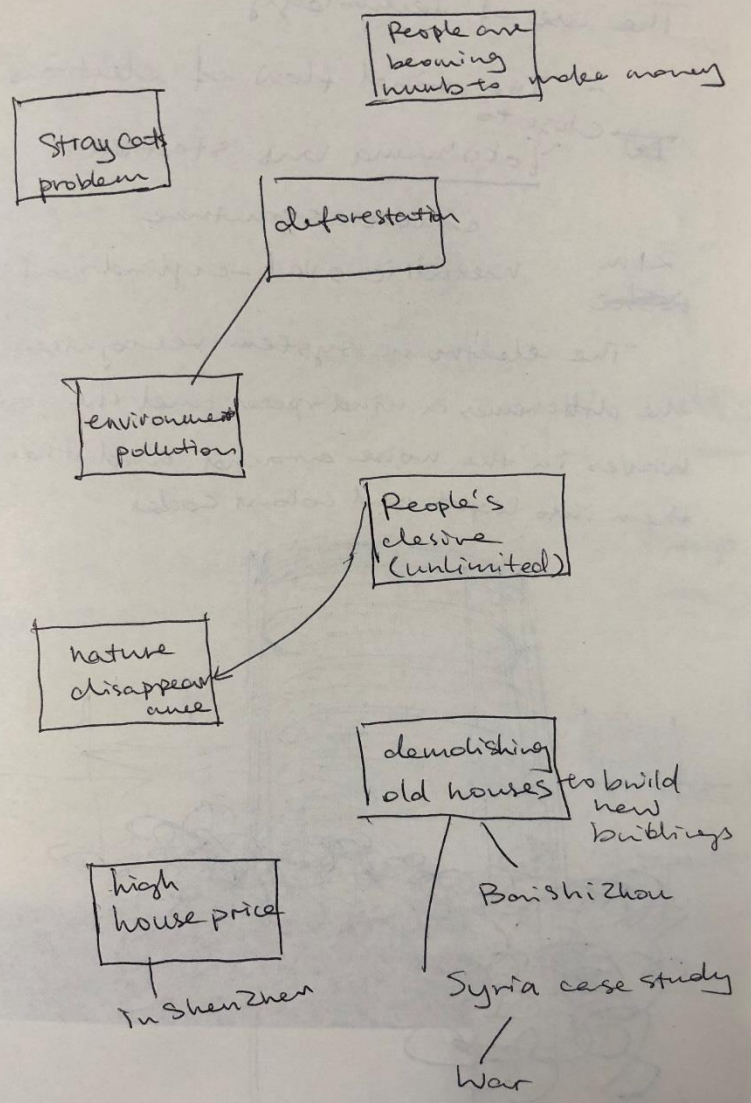 People are
becoming
numb to make money
Stray Cats
problem
deforestation
environment
pollution
People's
desire
(unlimited)
nature
disappear
ance
demolishing
old houses to build
new
buildings
high
house price
in ShenZhen
BaishiZhou
Syria case study
War